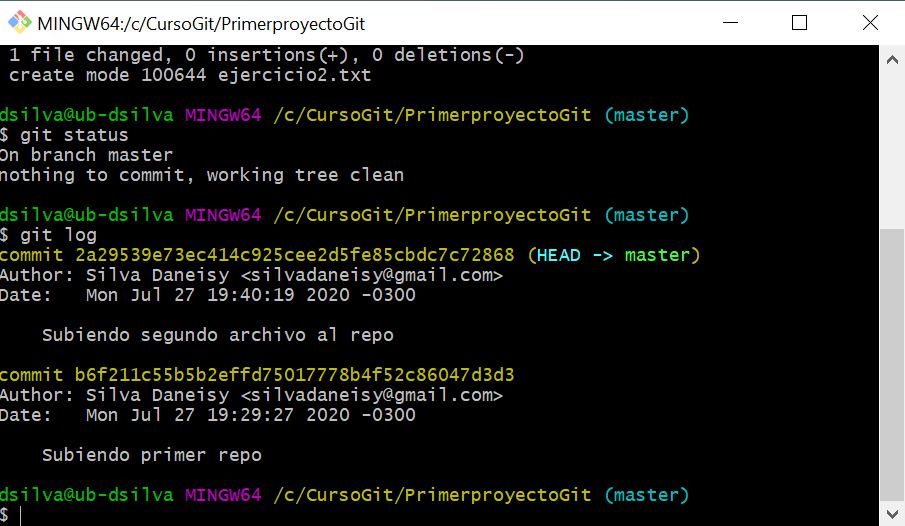 MINGW64:/c/CursoGit/PrimerproyectoGit
1 file changed, 0 insertions(+), 0 deletions(-)
create mode 100644 ejercicio2.txt
dsilva@ub-dsilva MINGW64 /c/CursoGit/PrimerproyectoGit (master)
$ git status
On branch master
nothing to commit, working tree clean
dsilva@ub-dsilva MINGW64 /c/CursoGit/PrimerproyectoGit (master)
$ git log
commit 2a29539e73ec414c925cee2d5fe85cbdc7c72868 (HEAD -> master)
Author: Silva Daneisy <silvadaneisy@gmail.com>
Date:   Mon Jul 27 19:40:19 2020 -0300
Subiendo segundo archivo al repo
commit b6f211c55b5b2effd75017778b4f52c86047d3d3
Author: Silva Daneisy <silvadaneisy@gmail.com>
Date:   Mon Jul 27 19:29:27 2020 -0300
Subiendo primer repo
dsilva@ub-dsilva MINGW64 /c/CursoGit/PrimerproyectoGit (master)
$